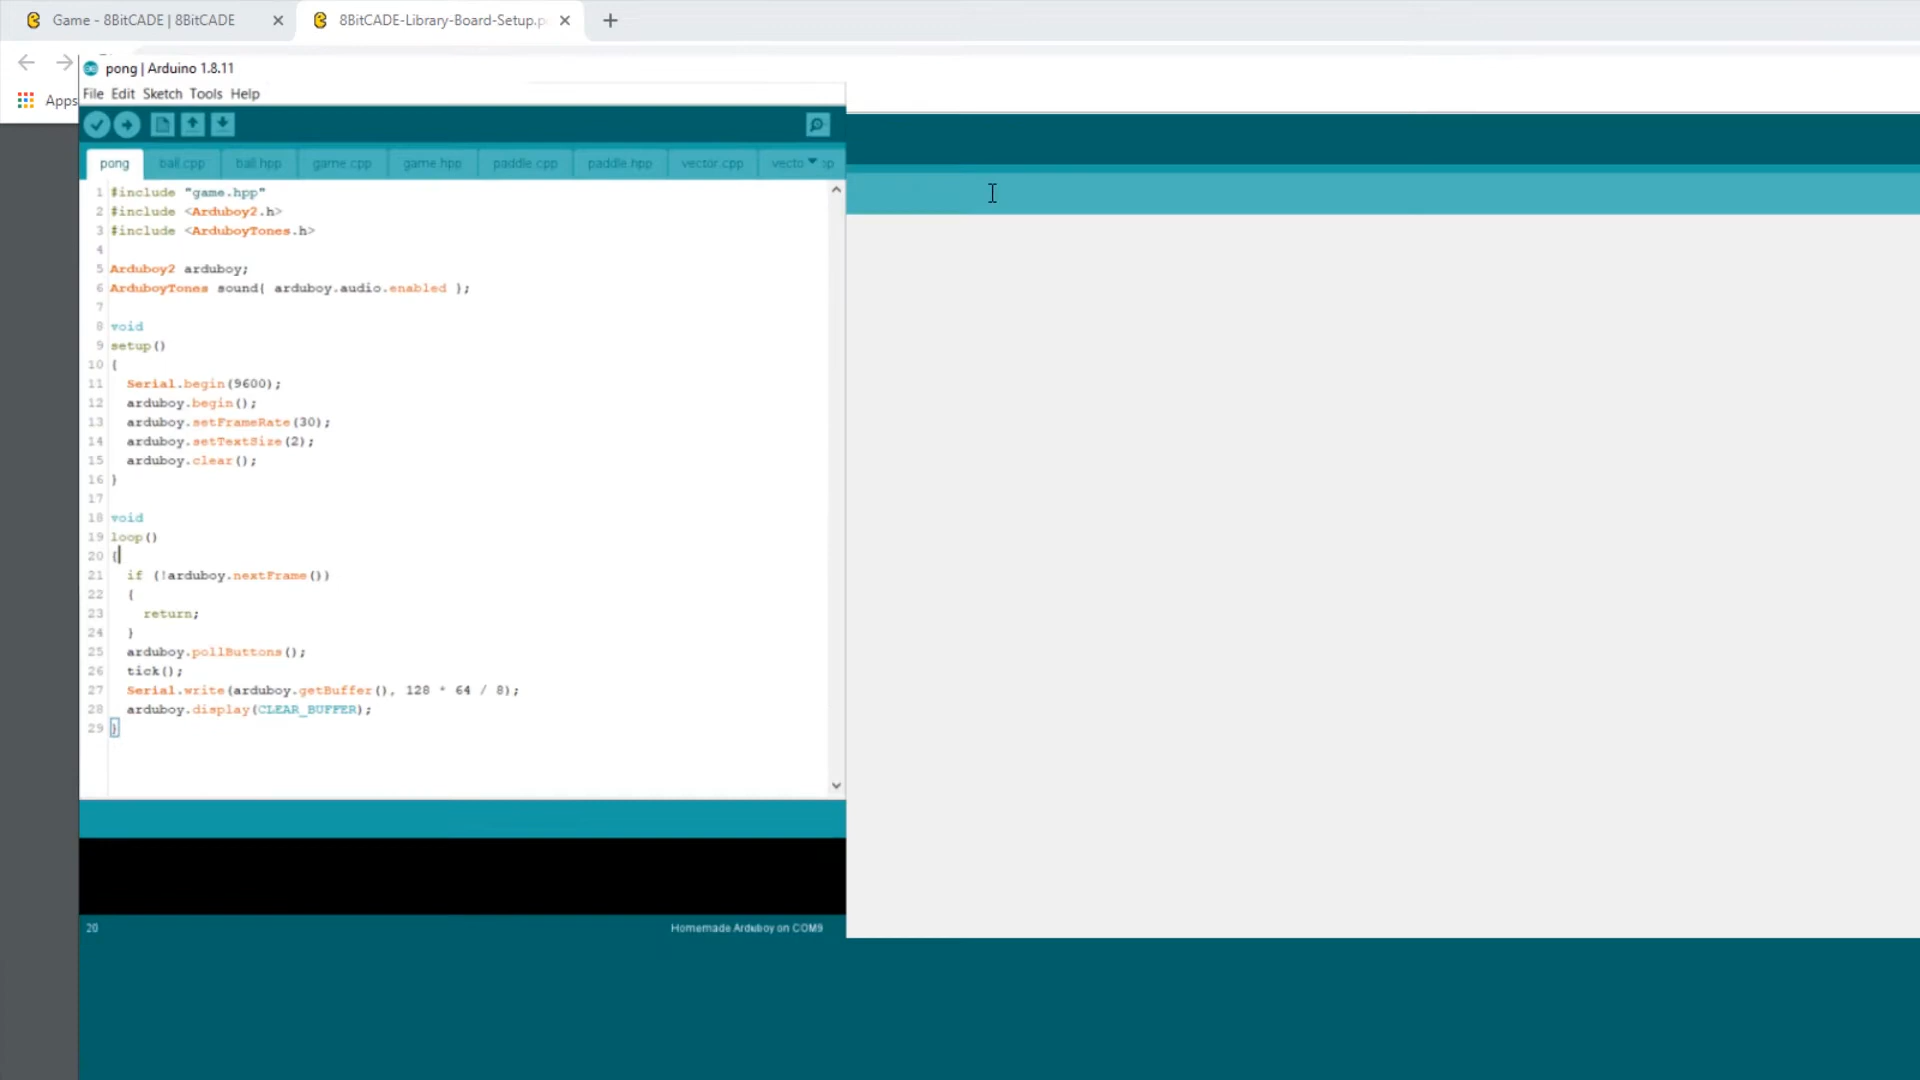 Game - 8BitCADE | 8BitCADE
8BitCADE-Library-Board-Setup.p
Apps
pong | Arduino 1.8.11
File Edit Sketch Tools Help
pong ball.cpp ball.hpp game.cpp game.hpp paddle.cpp paddle.hpp vector.cpp vecto pp
1 #include "game.hpp"
2 #include <Arduboy2.h>
3 #include <ArduboyTones.h>
4
5 Arduboy2 arduboy;
6 ArduboyTones sound{ arduboy.audio.enabled };
7
8 void
9 setup()
10 {
11 Serial.begin(9600);
12 arduboy.begin();
13 arduboy.setFrameRate(30);
14 arduboy.setTextSize(2);
15 arduboy.clear();
16 }
17
18 void
19 loop()
20 {
21 if (!arduboy.nextFrame())
22 {
23 return;
24 }
25 arduboy.pollButtons();
26 tick();
27 Serial.write(arduboy.getBuffer(), 128 * 64 / 8);
28 arduboy.display(CLEAR_BUFFER);
29 }
20 Homemade Arduboy on COM9